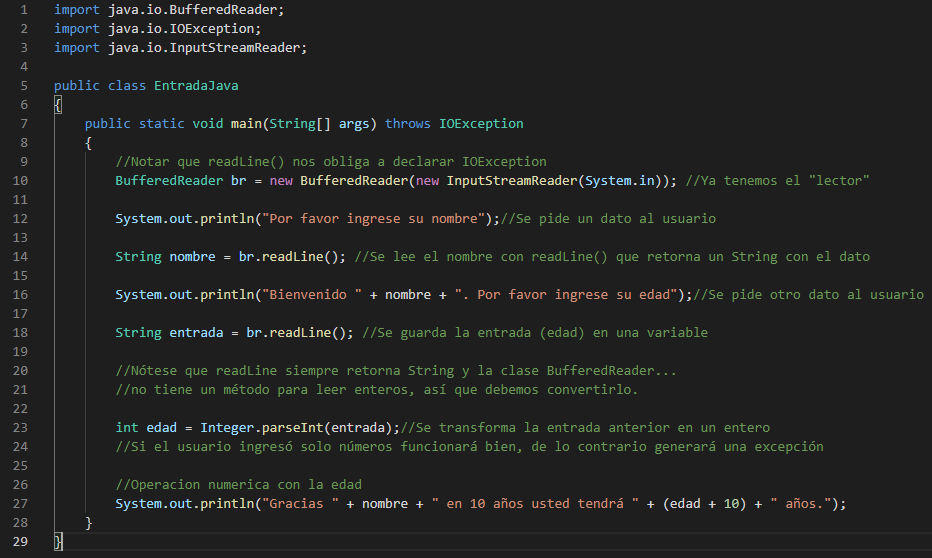 1 import java.io.BufferedReader;
2 import java.io.IOException;
3 import java.io.InputStreamReader;
4
5 public class EntradaJava
6 {
7 public static void main(String[] args) throws IOException
8 {
9 //Notar que readLine() nos obliga a declarar IOException
10 BufferedReader br = new BufferedReader(new InputStreamReader(System.in)); //Ya tenemos el "lector"
11
12 System.out.println("Por favor ingrese su nombre");//Se pide un dato al usuario
13
14 String nombre = br.readLine(); //Se lee el nombre con readLine() que retorna un String con el dato
15
16 System.out.println("Bienvenido " + nombre + ". Por favor ingrese su edad");//Se pide otro dato al usuario
17
18 String entrada = br.readLine(); //Se guarda la entrada (edad) en una variable
19
20 //Nótese que readLine siempre retorna String y la clase BufferedReader...
21 //no tiene un método para leer enteros, así que debemos convertirlo.
22
23 int edad = Integer.parseInt(entrada);//Se transforma la entrada anterior en un entero
24 //Si el usuario ingresó solo números funcionará bien, de lo contrario generará una excepción
25
26 //Operacion numerica con la edad
27 System.out.println("Gracias " + nombre + " en 10 años usted tendrá " + (edad + 10) + " años.");
28 }
29 }